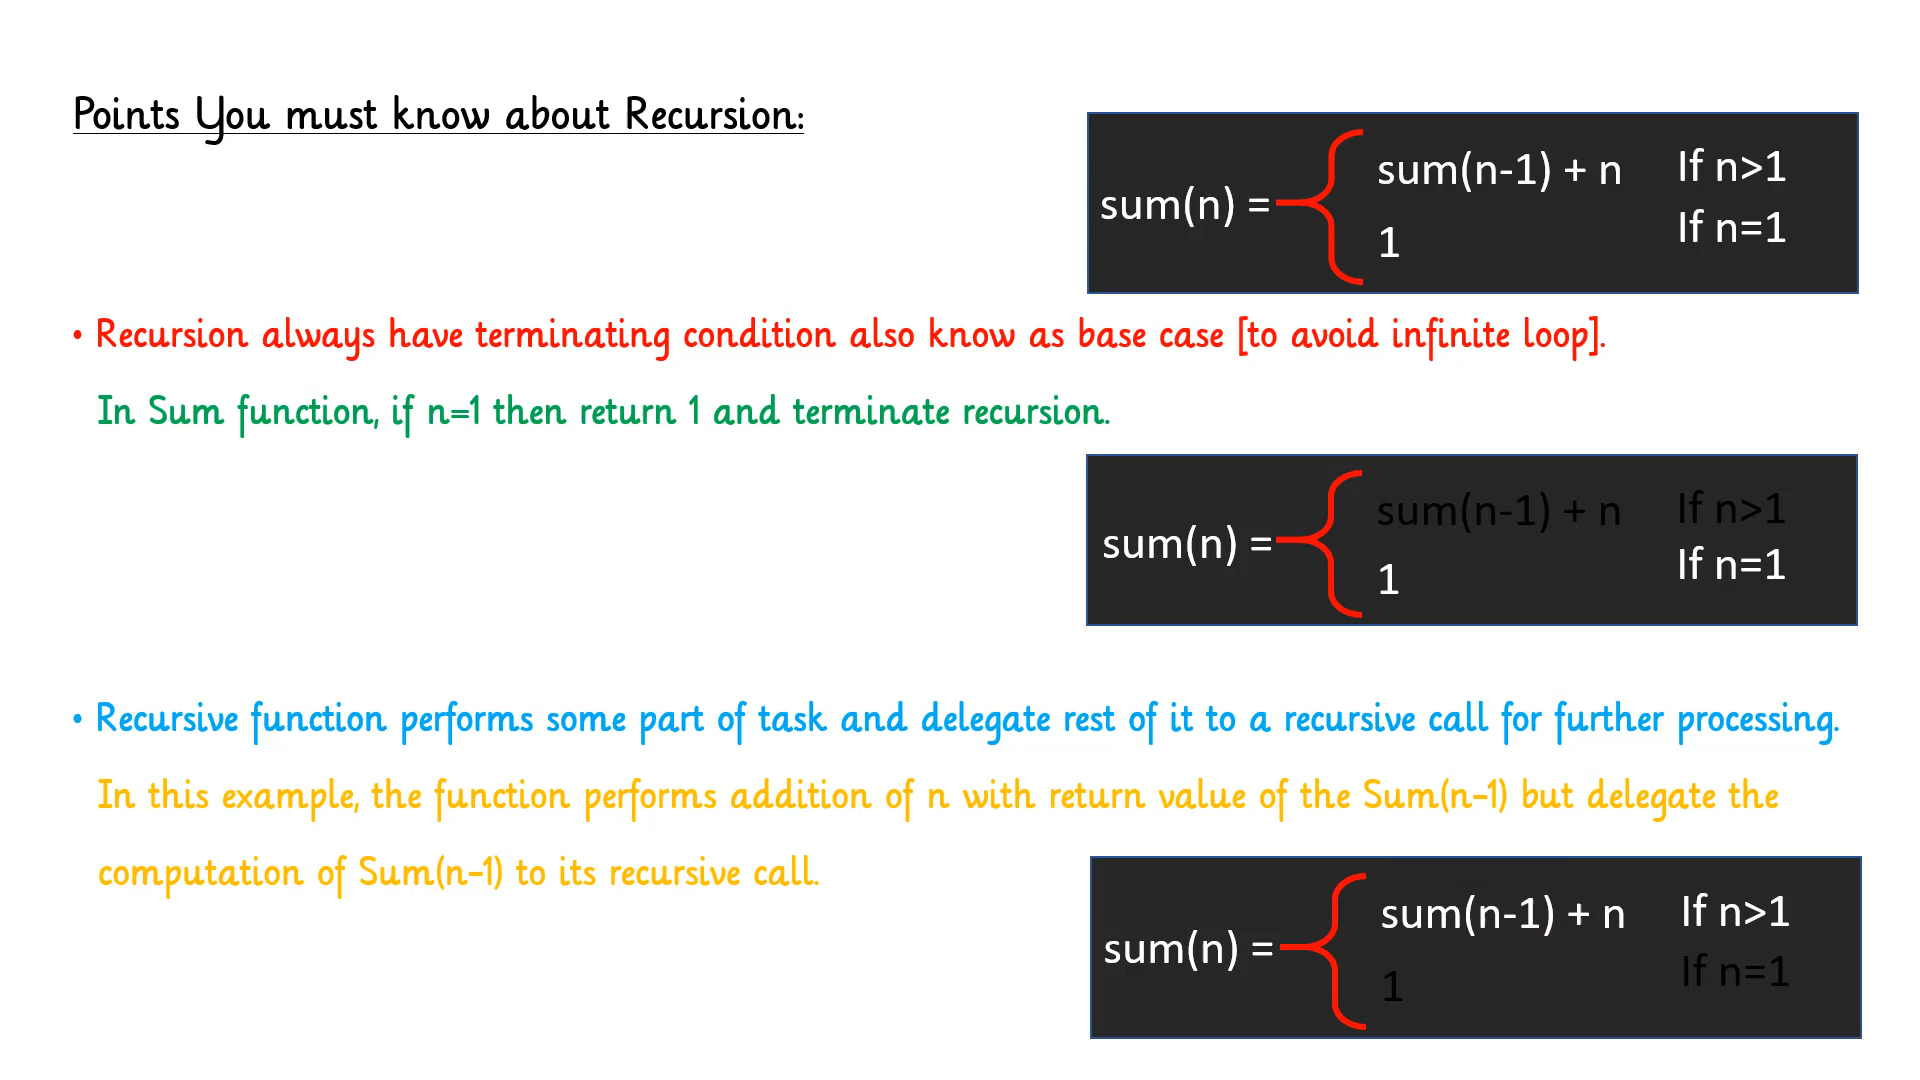 Points You must know about Recursion:
sum(n) =
sum(n-1) + n If n>1
1 If n=1
• Recursion always have terminating condition also know as base case [to avoid infinite loop].
In Sum function, if n=1 then return 1 and terminate recursion.
sum(n) =
sum(n-1) + n If n>1
1 If n=1
• Recursive function performs some part of task and delegate rest of it to a recursive call for further processing.
In this example, the function performs addition of n with return value of the Sum(n-1) but delegate the
computation of Sum(n-1) to its recursive call.
sum(n) =
sum(n-1) + n If n>1
1 If n=1